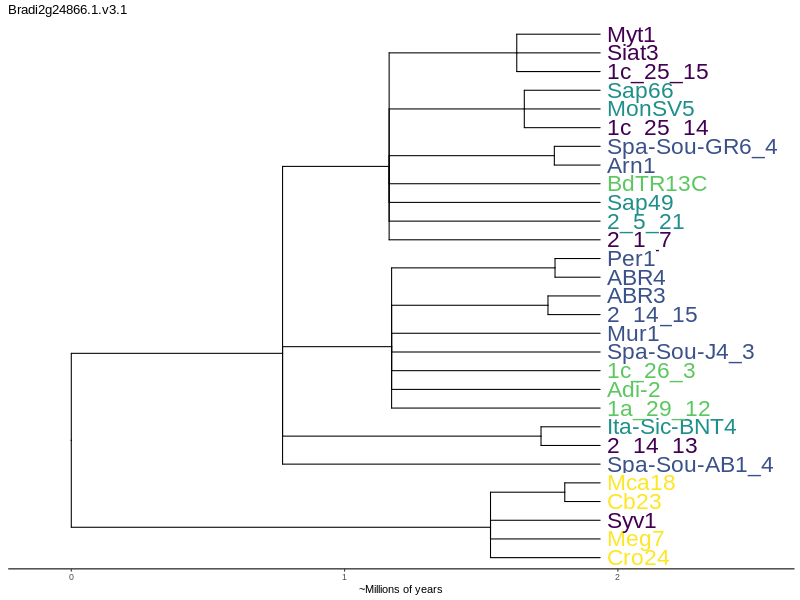 Bradi2g24866.1.v3.1
Myt1
Siat3
1c_25_15
Sap66
MonSV5
1c_25_14
Spa-Sou-GR6_4
Arn1
BdTR13C
Sap49
2_5_21
2_1_7
Per1
ABR4
ABR3
2_14_15
Mur1
Spa-Sou-J4_3
1c_26_3
Adi-2
1a_29_12
Ita-Sic-BNT4
2_14_13
Spa-Sou-AB1_4
Mca18
Cb23
Syv1
Meg7
Cro24
0 1 2
~Millions of years